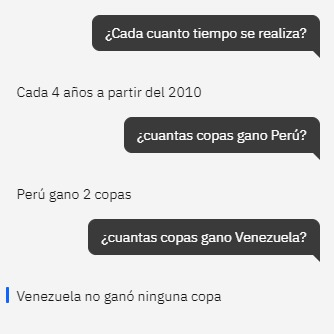 ¿Cada cuanto tiempo se realiza?
Cada 4 años a partir del 2010
¿cuantas copas gano Perú?
Perú gano 2 copas
¿cuantas copas gano Venezuela?
Venezuela no ganó ninguna copa